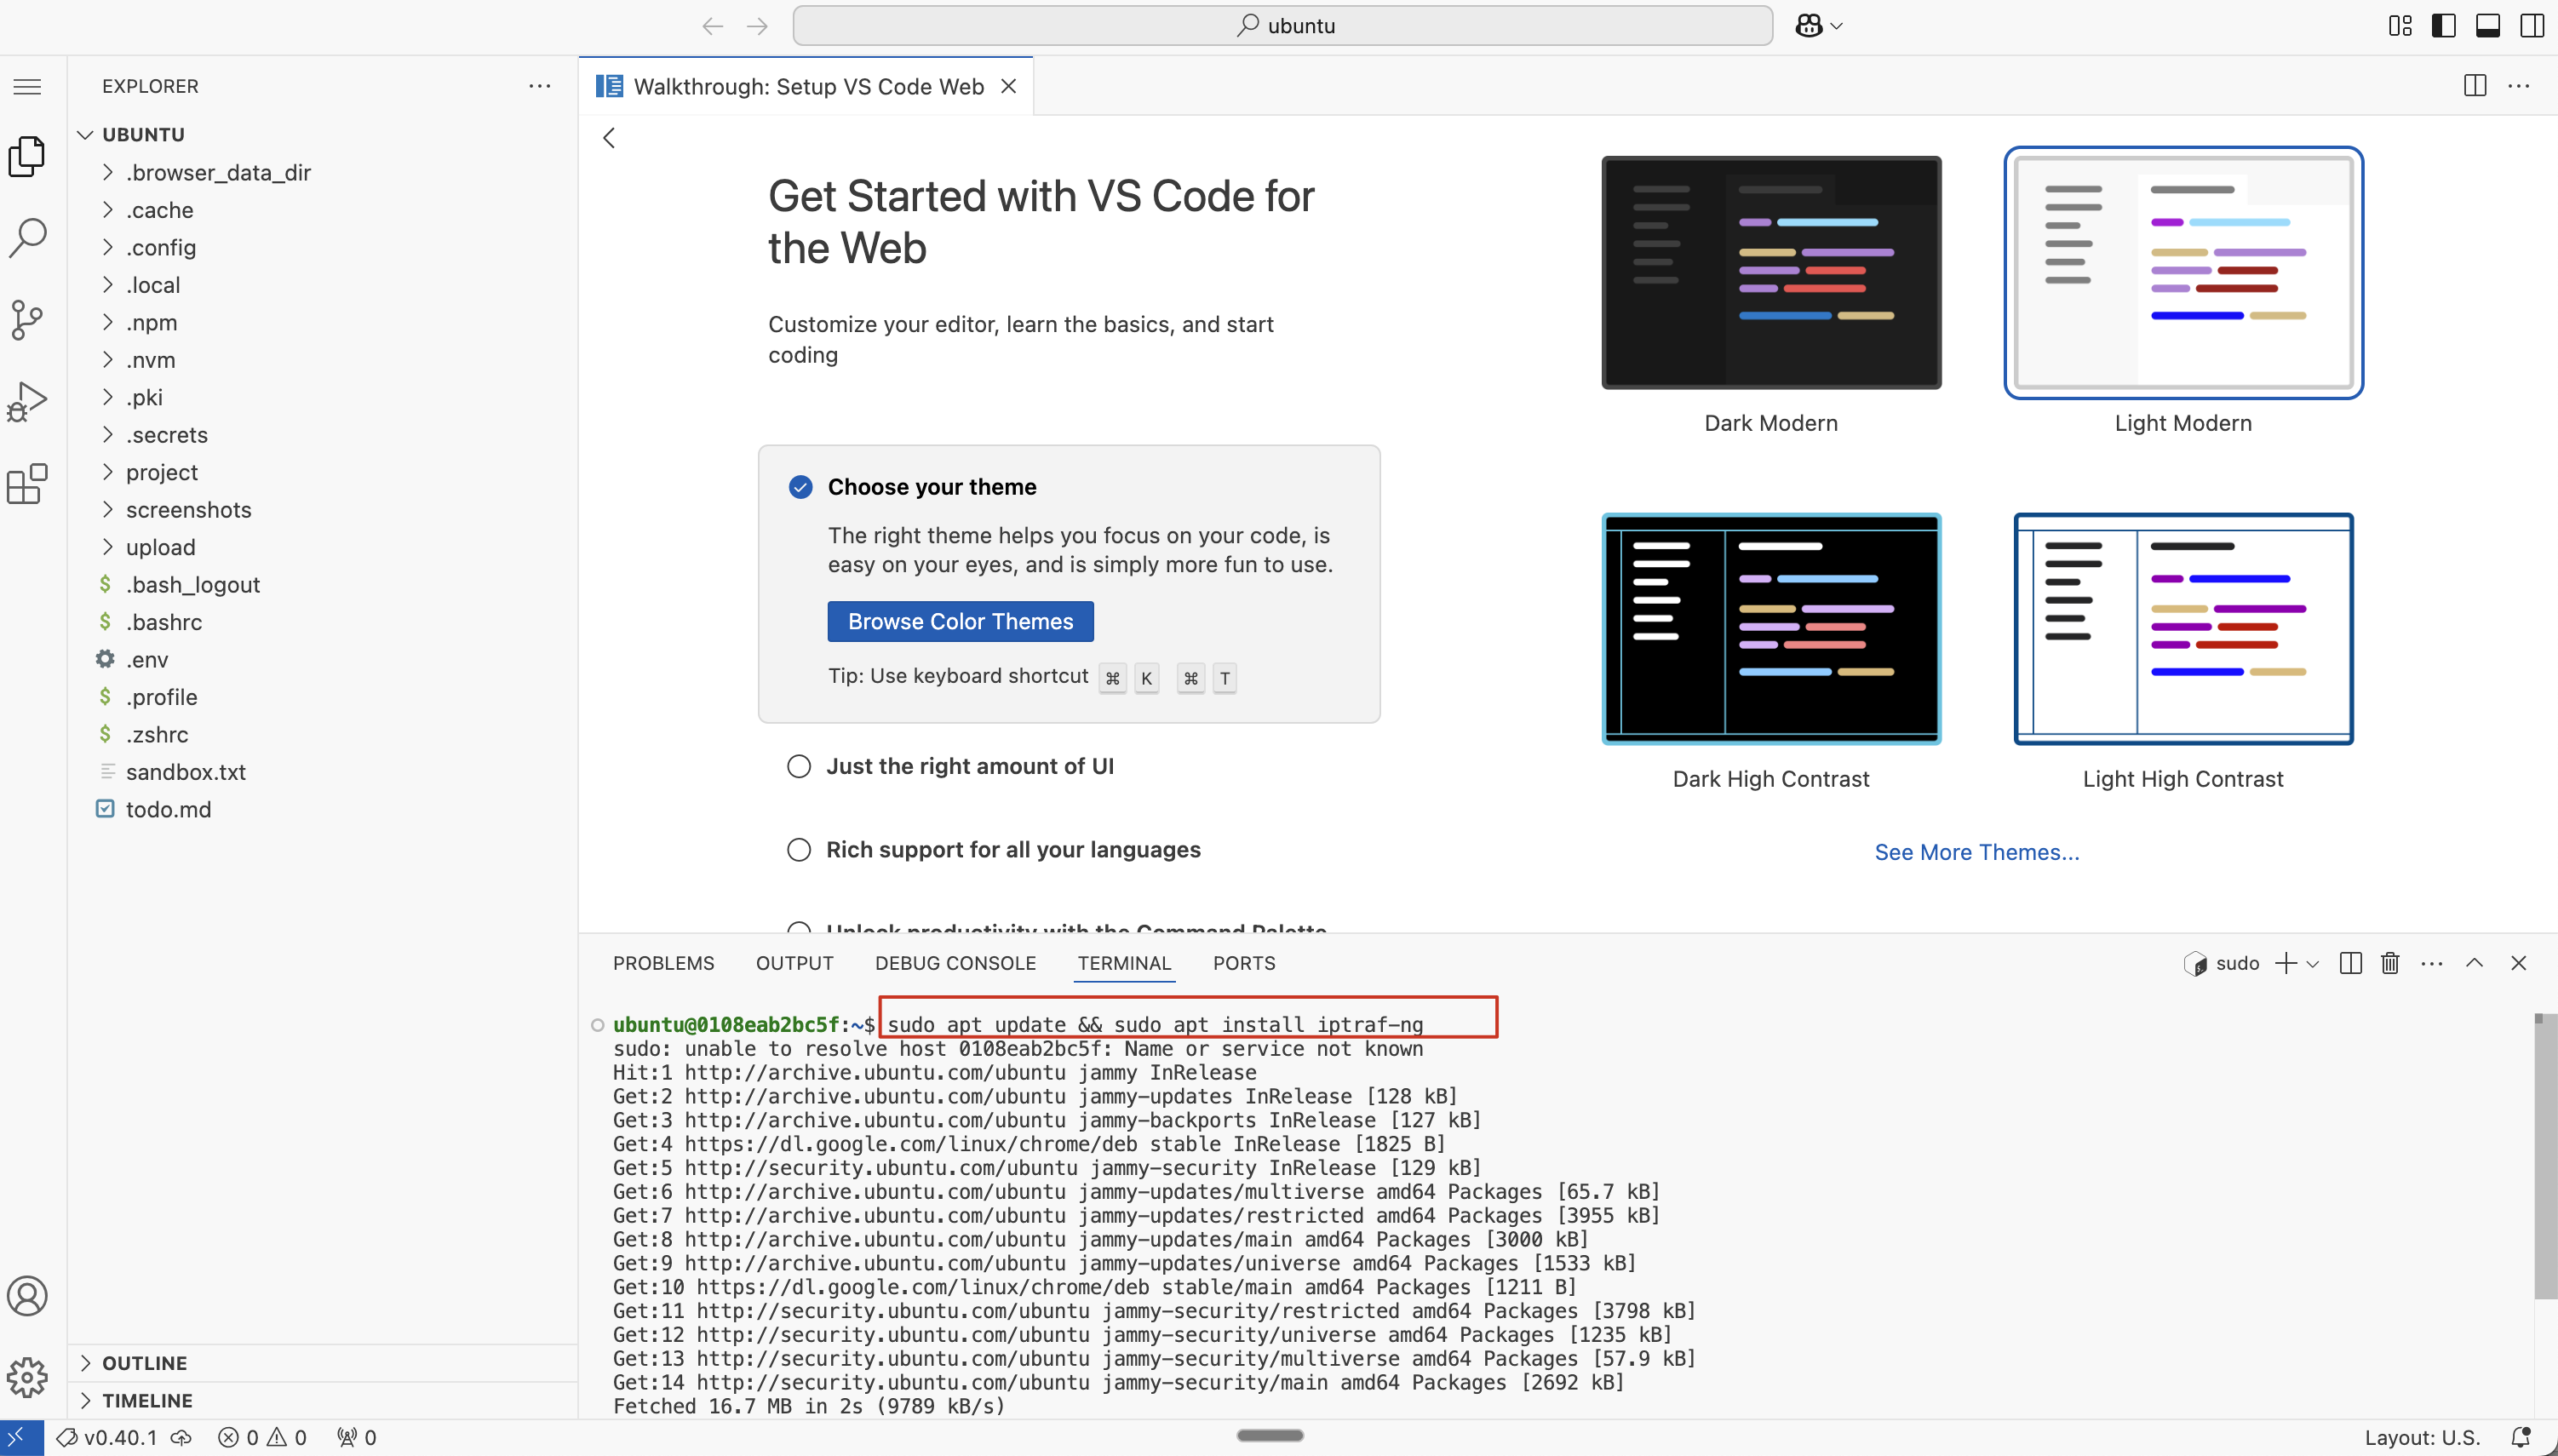 ubuntu
EXPLORER
Walkthrough: Setup VS Code Web
UBUNTU
.browser_data_dir
.cache
.config
.local
.npm
.nvm
.pki
.secrets
project
screenshots
upload
.bash_logout
.bashrc
.env
.profile
.zshrc
sandbox.txt
todo.md
OUTLINE
TIMELINE
Get Started with VS Code for
the Web
Customize your editor, learn the basics, and start
coding
Choose your theme
The right theme helps you focus on your code, is
easy on your eyes, and is simply more fun to use.
Browse Color Themes
Tip: Use keyboard shortcut ⌘ K ⌘ T
Just the right amount of UI
Rich support for all your languages
Unlock productivity with the Command Palette
Dark Modern
Light Modern
Dark High Contrast
Light High Contrast
See More Themes...
PROBLEMS OUTPUT DEBUG CONSOLE TERMINAL PORTS
sudo
ubuntu@0108eab2bc5f:~$ sudo apt update && sudo apt install iptraf-ng
sudo: unable to resolve host 0108eab2bc5f: Name or service not known
Hit:1 http://archive.ubuntu.com/ubuntu jammy InRelease
Get:2 http://archive.ubuntu.com/ubuntu jammy-updates InRelease [128 kB]
Get:3 http://archive.ubuntu.com/ubuntu jammy-backports InRelease [127 kB]
Get:4 https://dl.google.com/linux/chrome/deb stable InRelease [1825 B]
Get:5 http://security.ubuntu.com/ubuntu jammy-security InRelease [129 kB]
Get:6 http://archive.ubuntu.com/ubuntu jammy-updates/multiverse amd64 Packages [65.7 kB]
Get:7 http://archive.ubuntu.com/ubuntu jammy-updates/restricted amd64 Packages [3955 kB]
Get:8 http://archive.ubuntu.com/ubuntu jammy-updates/main amd64 Packages [3000 kB]
Get:9 http://archive.ubuntu.com/ubuntu jammy-updates/universe amd64 Packages [1533 kB]
Get:10 https://dl.google.com/linux/chrome/deb stable/main amd64 Packages [1211 B]
Get:11 http://security.ubuntu.com/ubuntu jammy-security/restricted amd64 Packages [3798 kB]
Get:12 http://security.ubuntu.com/ubuntu jammy-security/universe amd64 Packages [1235 kB]
Get:13 http://security.ubuntu.com/ubuntu jammy-security/multiverse amd64 Packages [57.9 kB]
Get:14 http://security.ubuntu.com/ubuntu jammy-security/main amd64 Packages [2692 kB]
Fetched 16.7 MB in 2s (9789 kB/s)
v0.40.1 0 0 0
Layout: U.S.